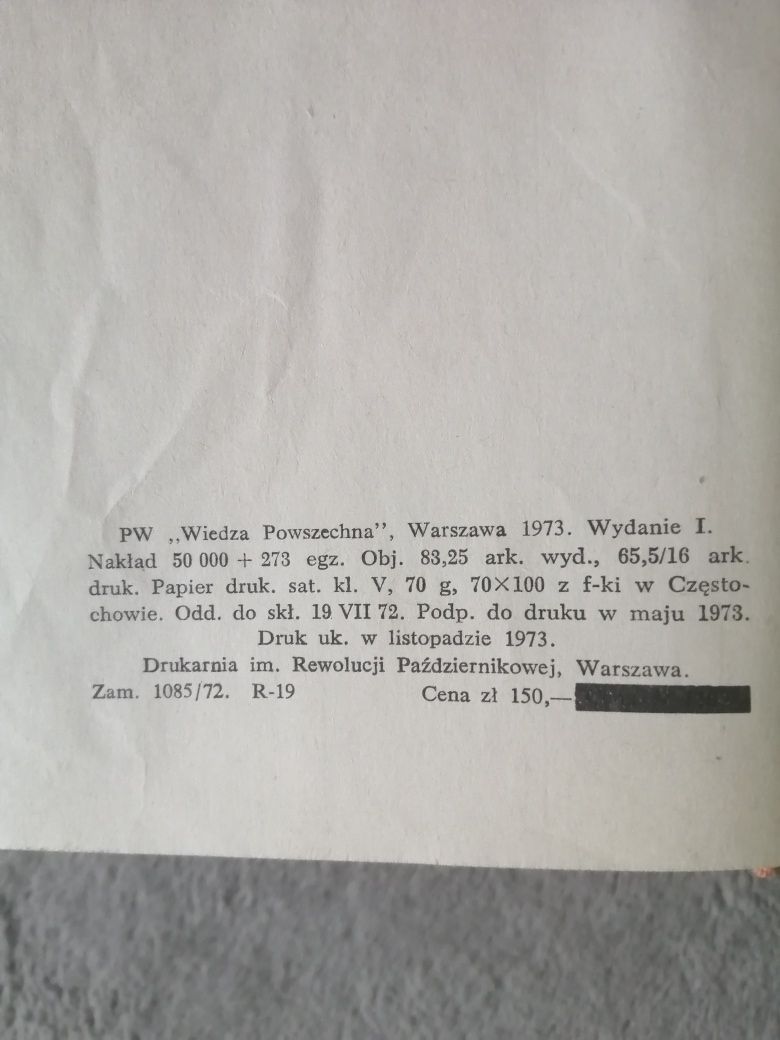 PW ,,Wiedza Powszechna”, Warszawa 1973. Wydanie I.
Nakład 50 000 + 273 egz. Obj. 83,25 ark. wyd., 65,5/16 ark.
druk. Papier druk. sat. kl. V, 70 g, 70×100 z f-ki w Często-
chowie. Odd. do skł. 19 VII 72. Podp. do druku w maju 1973.
Druk uk. w listopadzie 1973.
Drukarnia im. Rewolucji Październikowej, Warszawa.
Zam. 1085/72. R-19 Cena zł 150,—